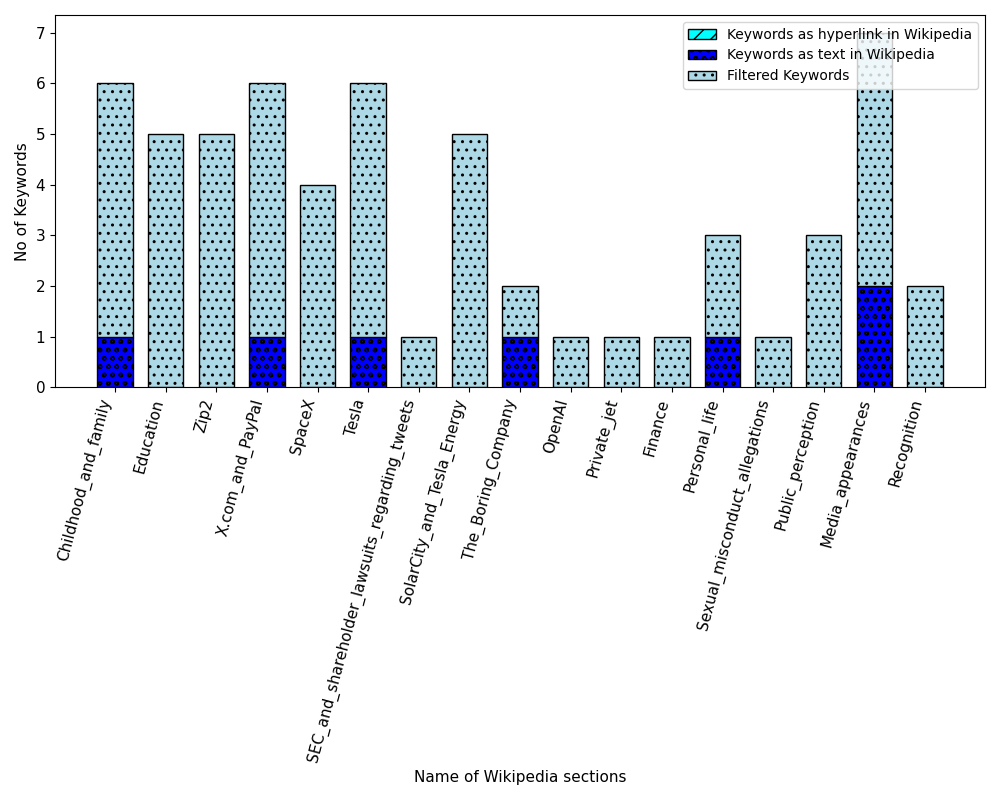 Keywords as hyperlink in Wikipedia
Keywords as text in Wikipedia
Filtered Keywords
No of Keywords
7
6
5
4
3
2
1
0
Childhood_and_family
Education
Zip2
X.com_and_PayPal
SpaceX
Tesla
SEC_and_shareholder_lawsuits_regarding_tweets
SolarCity_and_Tesla_Energy
The_Boring_Company
OpenAI
Private_jet
Finance
Personal_life
Sexual_misconduct_allegations
Public_perception
Media_appearances
Recognition
Name of Wikipedia sections